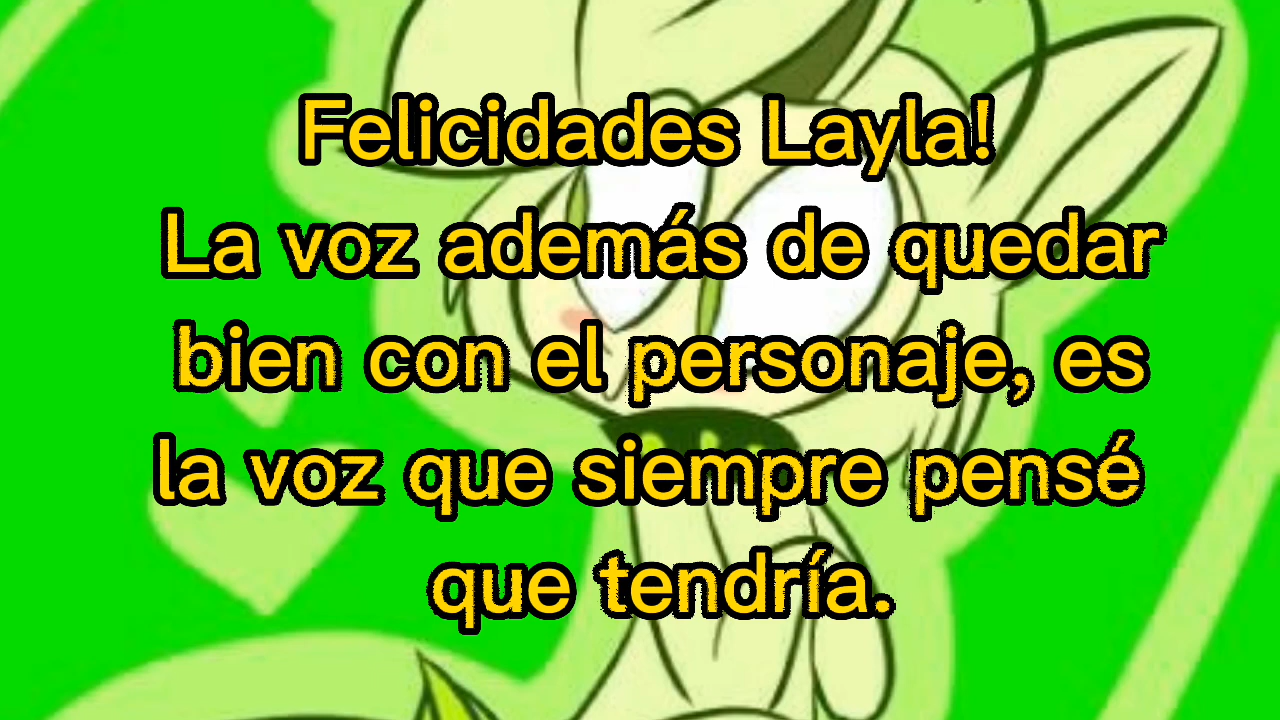 Felicidades Layla!
La voz además de quedar
bien con el personaje, es
la voz que siempre pensé
que tendría.